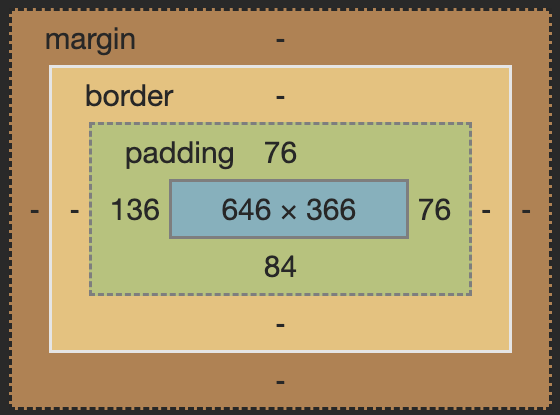 margin -
border -
padding 76
- - 136 646 × 366 76 - -
84
-
-